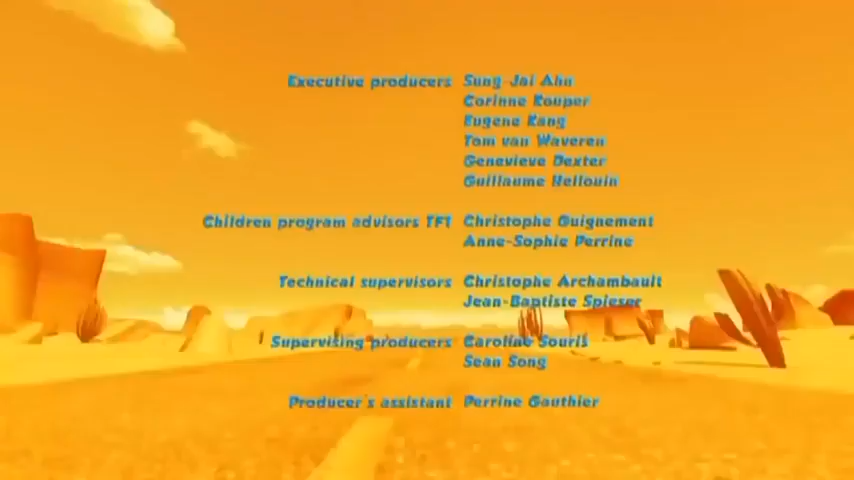 Executive producers Sung-Jai Ahn
Corinne Kouper
Eugene Kang
Tom van Waveren
Genevieve Dexter
Guillaume Hellouin
Children program advisors TF1 Christophe Guignement
Anne-Sophie Perrine
Technical supervisors Christophe Archambault
Jean-Baptiste Spieser
Supervising producers Caroline Souris
Sean Song
Producer's assistant Perrine Gauthier